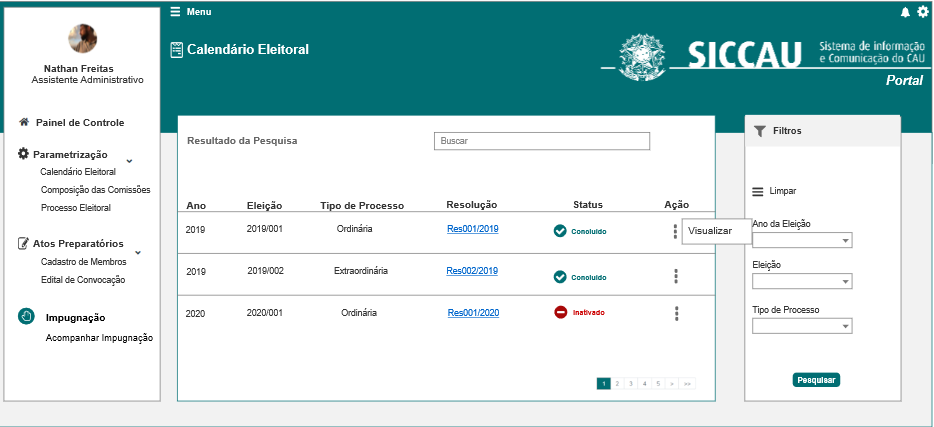 Menu
Calendário Eleitoral
SICCAU
Sistema de informação
e Comunicação do CAU
Portal
Nathan Freitas
Assistente Administrativo
Painel de Controle
Parametrização
Calendário Eleitoral
Composição das Comissões
Processo Eleitoral
Atos Preparatórios
Cadastro de Membros
Edital de Convocação
Impugnação
Acompanhar Impugnação
Resultado da Pesquisa
Buscar
Ano Eleição Tipo de Processo Resolução Status Ação
2019 2019/001 Ordinária Res001/2019 Concluído Visualizar
2019 2019/002 Extraordinária Res002/2019 Concluído
2020 2020/001 Ordinária Res001/2020 Inativado
1 2 3 4 5 > >>
Filtros
Limpar
Ano da Eleição
Eleição
Tipo de Processo
Pesquisar